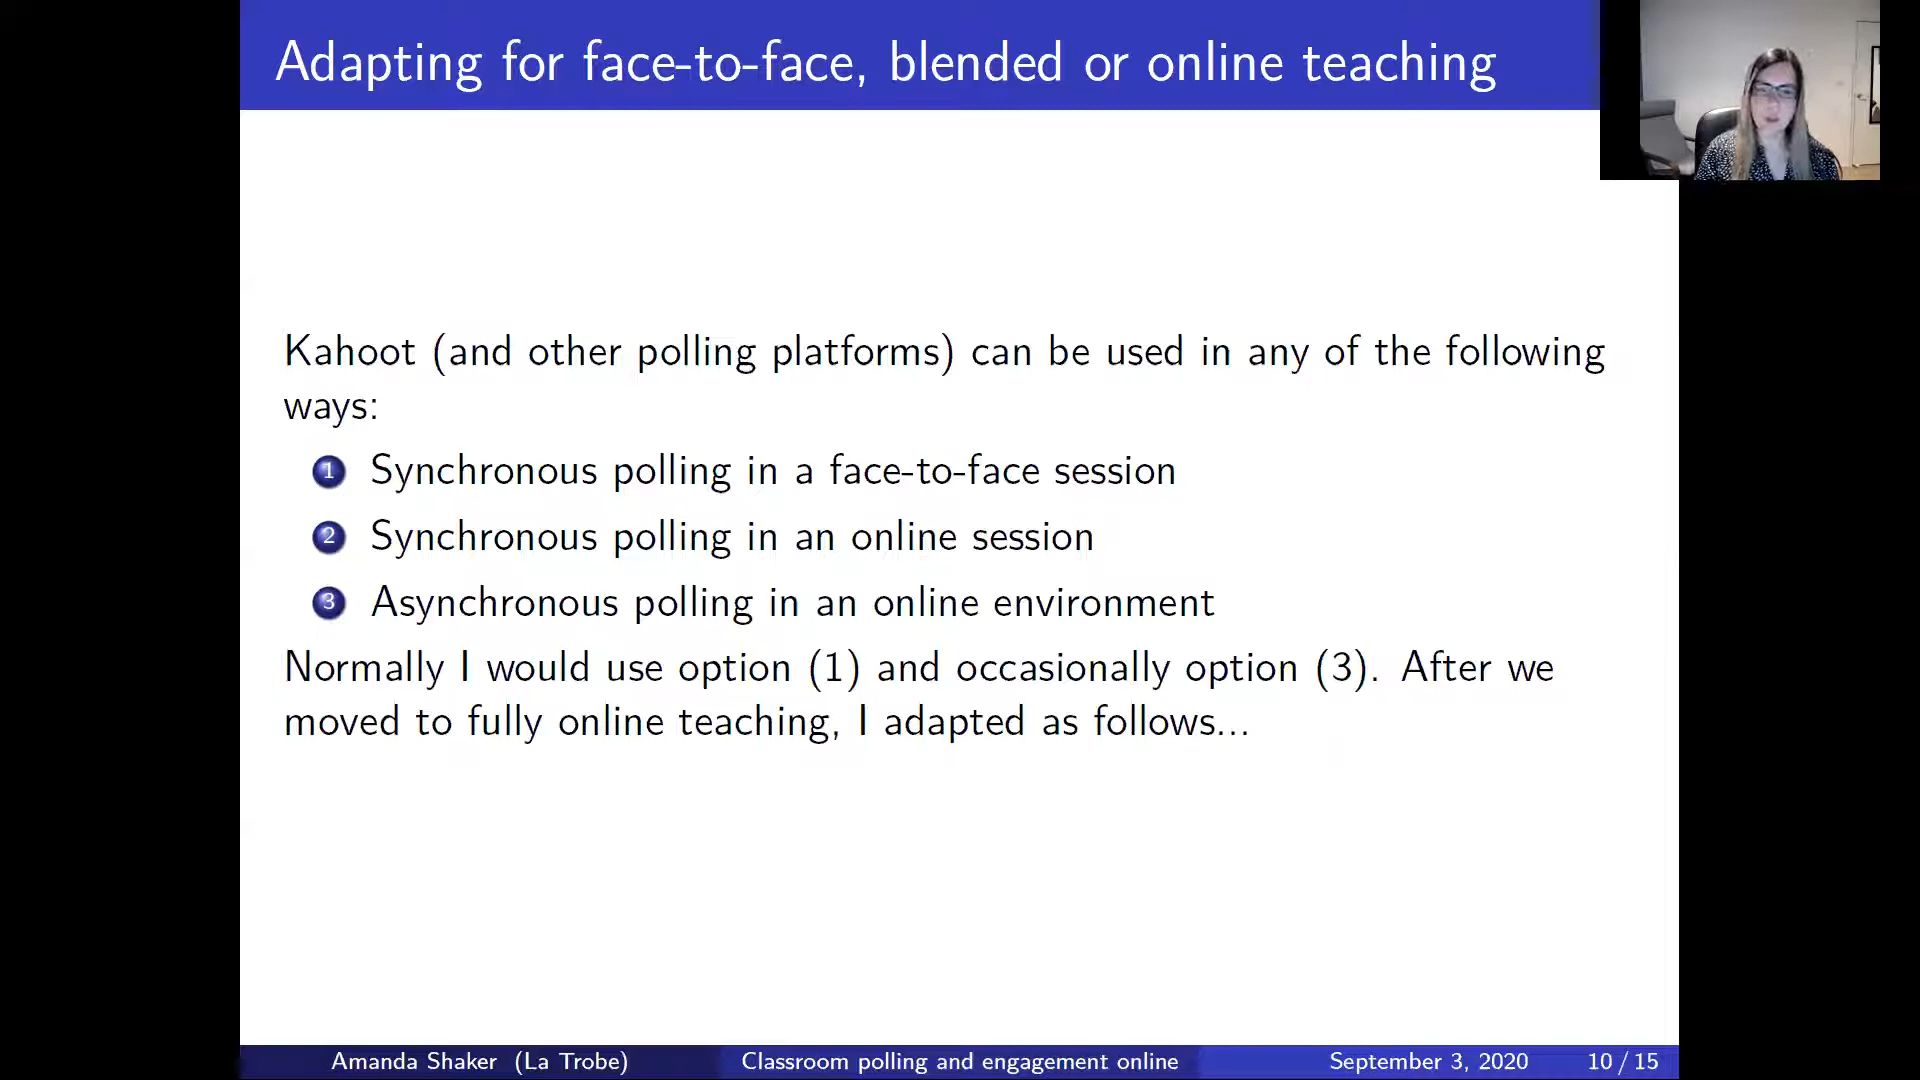 Adapting for face-to-face, blended or online teaching
Kahoot (and other polling platforms) can be used in any of the following
ways:
1 Synchronous polling in a face-to-face session
2 Synchronous polling in an online session
3 Asynchronous polling in an online environment
Normally I would use option (1) and occasionally option (3). After we
moved to fully online teaching, I adapted as follows...
Amanda Shaker (La Trobe) Classroom polling and engagement online September 3, 2020 10 / 15